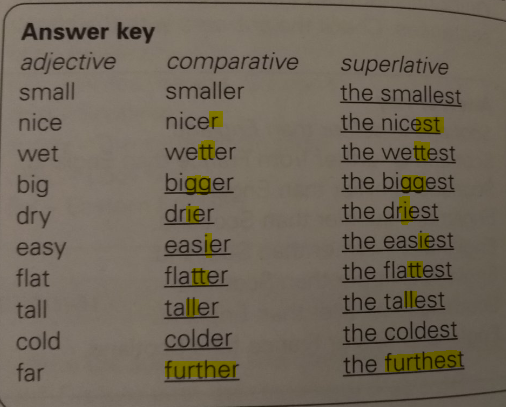 Answer key
adjective comparative superlative
small smaller the smallest
nice nicer the nicest
wet wetter the wettest
big bigger the biggest
dry drier the driest
easy easier the easiest
flat flatter the flattest
tall taller the tallest
cold colder the coldest
far further the furthest